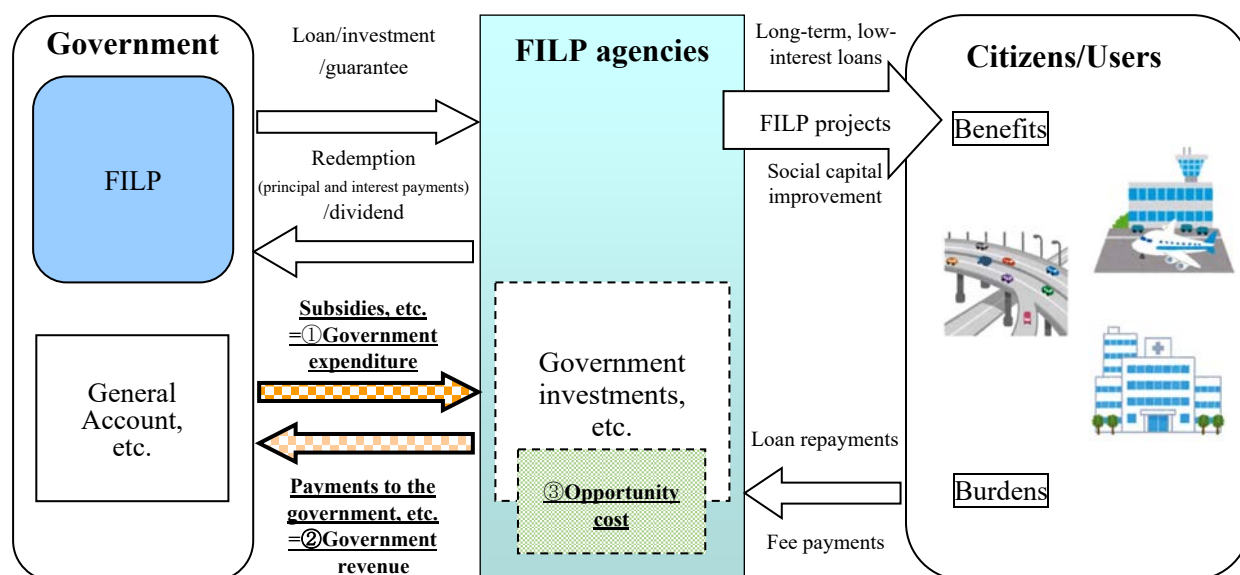 Government
FILP
General
Account,
etc.
Loan/investment
/guarantee
Redemption
(principal and interest payments)
/dividend
Subsidies, etc.
=①Government
expenditure
Payments to the
government, etc.
=②Government
revenue
FILP agencies
Government
investments,
etc.
③Opportunity
cost
Long-term, low-
interest loans
FILP projects
Social capital
improvement
Loan repayments
Fee payments
Citizens/Users
Benefits
Burdens